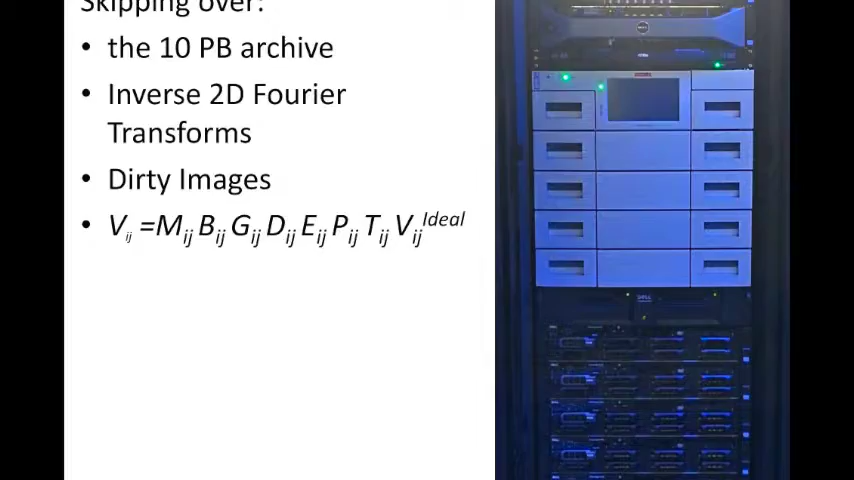 Skipping over:
• the 10 PB archive
• Inverse 2D Fourier
Transforms
• Dirty Images
• V_ij =M_ij B_ij G_ij D_ij E_ij P_ij T_ij V_ij^Ideal
DELL